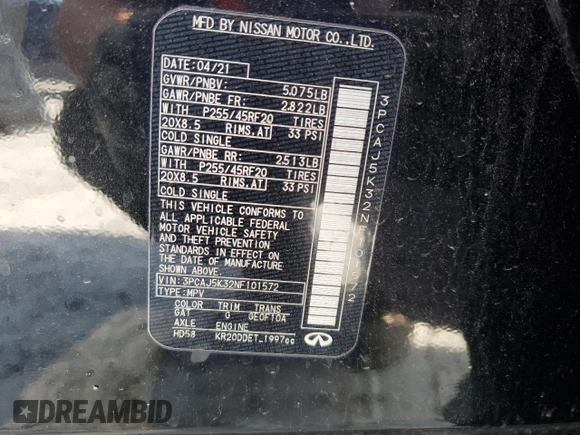 MFD BY NISSAN MOTOR CO.,LTD.
DATE: 04/21
GVWR/PNBV: 5,075LB
GAWR/PNBE FR: 2,822LB
WITH P255/45RF20 TIRES
20X8.5 RIMS.AT 33 PSI
COLD SINGLE
GAWR/PNBE RR: 2,513LB
WITH P255/45RF20 TIRES
20X8.5 RIMS.AT 33 PSI
COLD SINGLE
THIS VEHICLE CONFORMS TO
ALL APPLICABLE FEDERAL
MOTOR VEHICLE SAFETY
AND THEFT PREVENTION
STANDARDS IN EFFECT ON
THE DATE OF MANUFACTURE
SHOWN ABOVE.
VIN: 3PCAJ5K32NF101572
TYPE: MPV
COLOR TRIM TRANS
GAT G GEOFTOA
AXLE ENGINE
HD58 KR20DDET-1997cc
3PCAJ5K32NF101572
DREAMBID